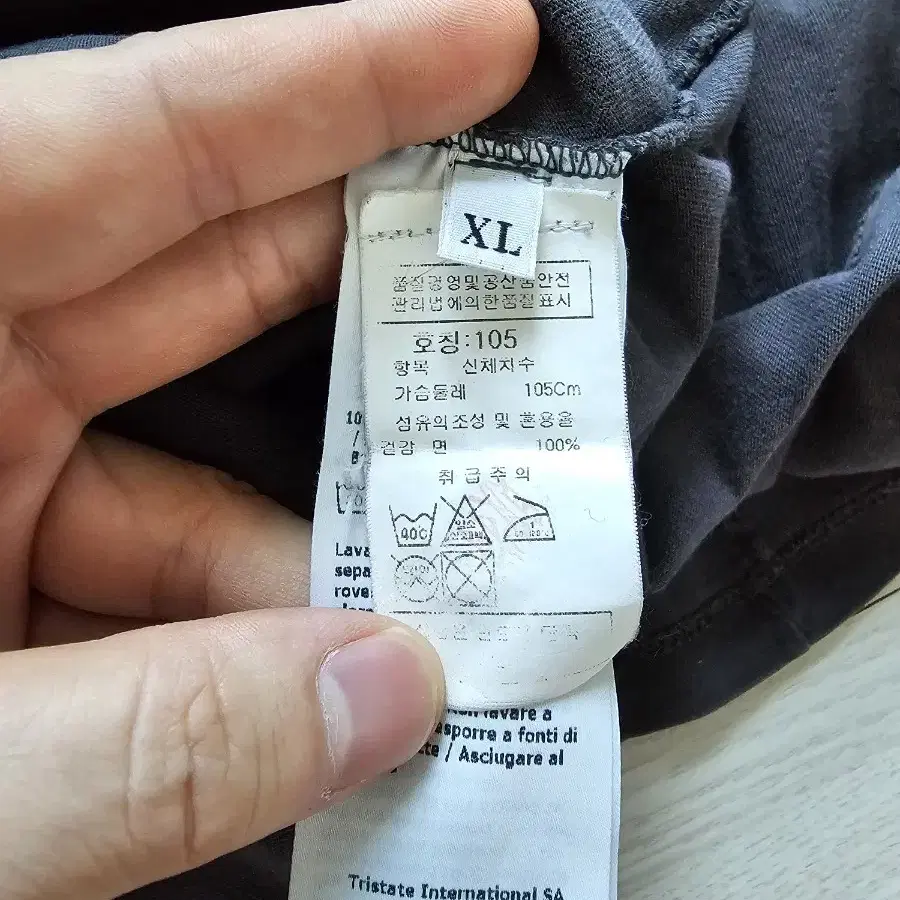 XL
품질경영및공산품안전
관리법에의한품질표시
호칭:105
항목 신체치수
가슴둘레 105Cm
섬유의조성 및 혼용율
겉감 면 100%
취급주의
40C
10
/
Lava
sepa
rove
lavare a
sporre a fonti di
/ Asciugare al
Tristate International SA